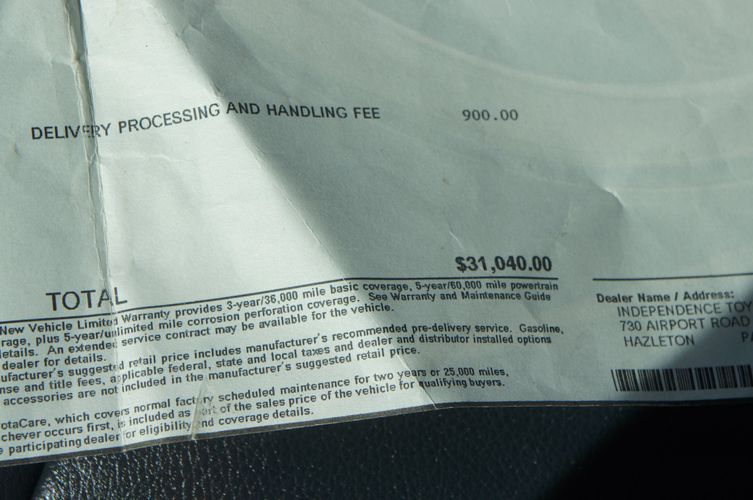 DELIVERY PROCESSING AND HANDLING FEE 900.00
TOTAL $31,040.00
New Vehicle Limited Warranty provides 3-year/36,000 mile basic coverage, 5-year/60,000 mile powertrain
rage, plus 5-year/unlimited mile corrosion perforation coverage. See Warranty and Maintenance Guide
details. An extended service contract may be available for the vehicle.
dealer for details.
ufacturer's suggested retail price includes manufacturer's recommended pre-delivery service. Gasoline,
nse and title fees, applicable federal, state and local taxes and dealer and distributor installed options
accessories are not included in the manufacturer's suggested retail price.
otaCare, which covers normal factory scheduled maintenance for two years or 25,000 miles,
chever occurs first, is included as part of the sales price of the vehicle for qualifying buyers.
e participating dealer for eligibility and coverage details.
Dealer Name / Address:
INDEPENDENCE TOY
730 AIRPORT ROAD
HAZLETON PA